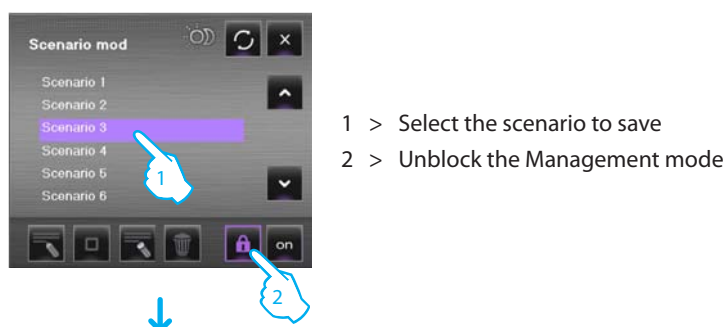 Scenario mod
Scenario 1
Scenario 2
Scenario 3
Scenario 4
Scenario 5
Scenario 6
on
1
2
1 > Select the scenario to save
2 > Unblock the Management mode